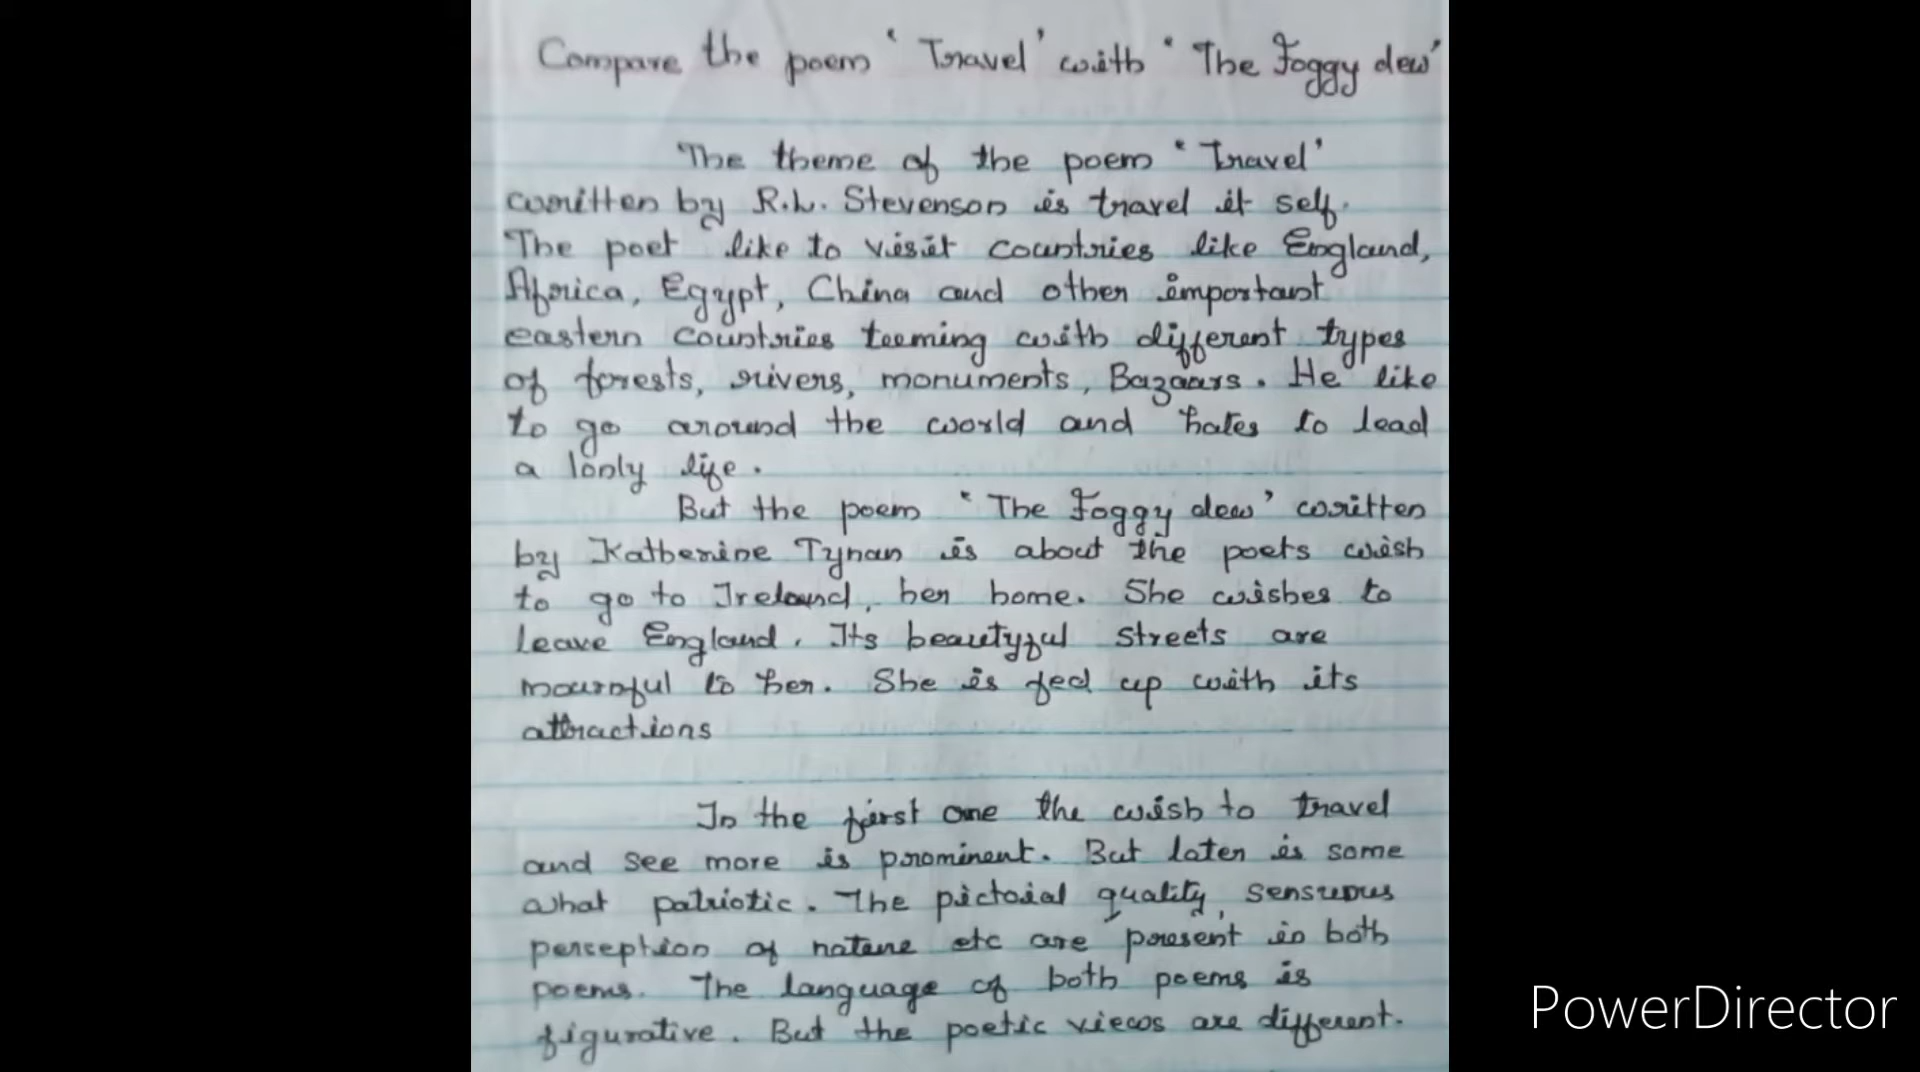 Compare the poem ‘Travel’ with ‘The Foggy dew’
The theme of the poem ‘Travel’
written by R.L. Stevenson is travel it self.
The poet like to visit countries like England,
Africa, Egypt, China and other important
eastern countries teeming with different types
of forests, rivers, monuments, Bazaars. He like
to go around the world and hates to lead
a lonly life.
But the poem ‘The Foggy dew’ written
by Katherine Tynan is about the poets wish
to go to Ireland, her home. She wishes to
leave England. Its beautyful streets are
mournful to her. She is fed up with its
attractions
In the first one the wish to travel
and see more is prominent. But later is some
what patriotic. The pictoial quality, sensuous
perception of nature etc are present in both
poems. The language of both poems is
figurative. But the poetic views are different.
PowerDirector